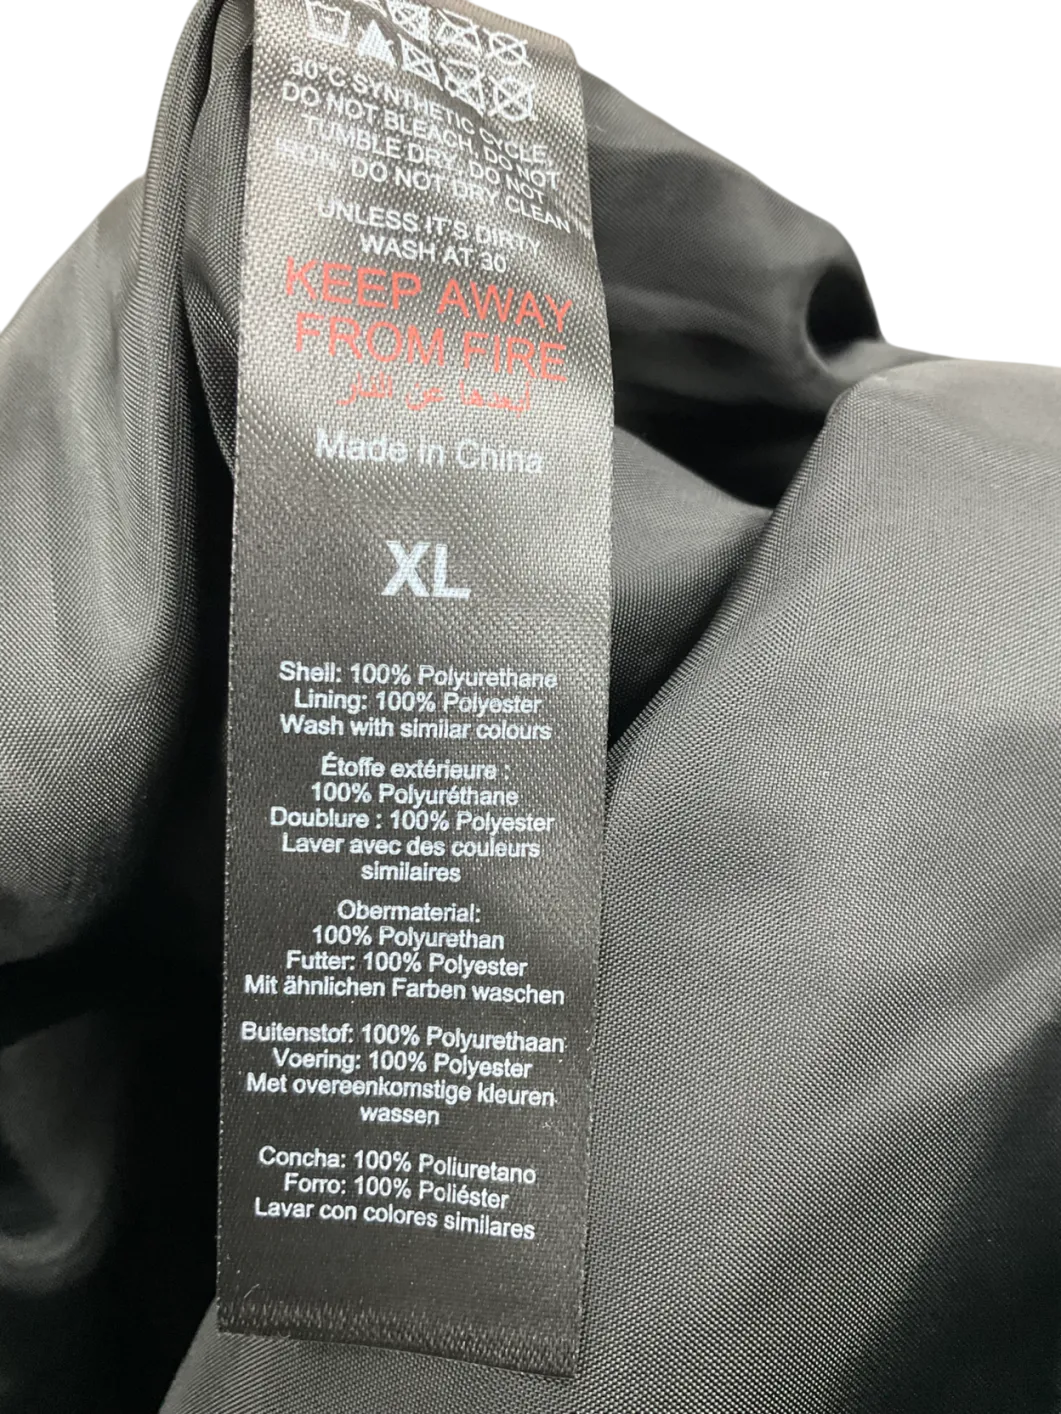 30°C SYNTHETIC CYCLE,
DO NOT BLEACH, DO NOT
TUMBLE DRY, DO NOT
IRON, DO NOT DRY CLEAN
UNLESS IT'S DIRTY
WASH AT 30
KEEP AWAY
FROM FIRE
أبعدها عن النار
Made in China
XL
Shell: 100% Polyurethane
Lining: 100% Polyester
Wash with similar colours
Étoffe extérieure :
100% Polyuréthane
Doublure : 100% Polyester
Laver avec des couleurs
similaires
Obermaterial:
100% Polyurethan
Futter: 100% Polyester
Mit ähnlichen Farben waschen
Buitenstof: 100% Polyurethaan
Voering: 100% Polyester
Met overeenkomstige kleuren
wassen
Concha: 100% Poliuretano
Forro: 100% Poliéster
Lavar con colores similares